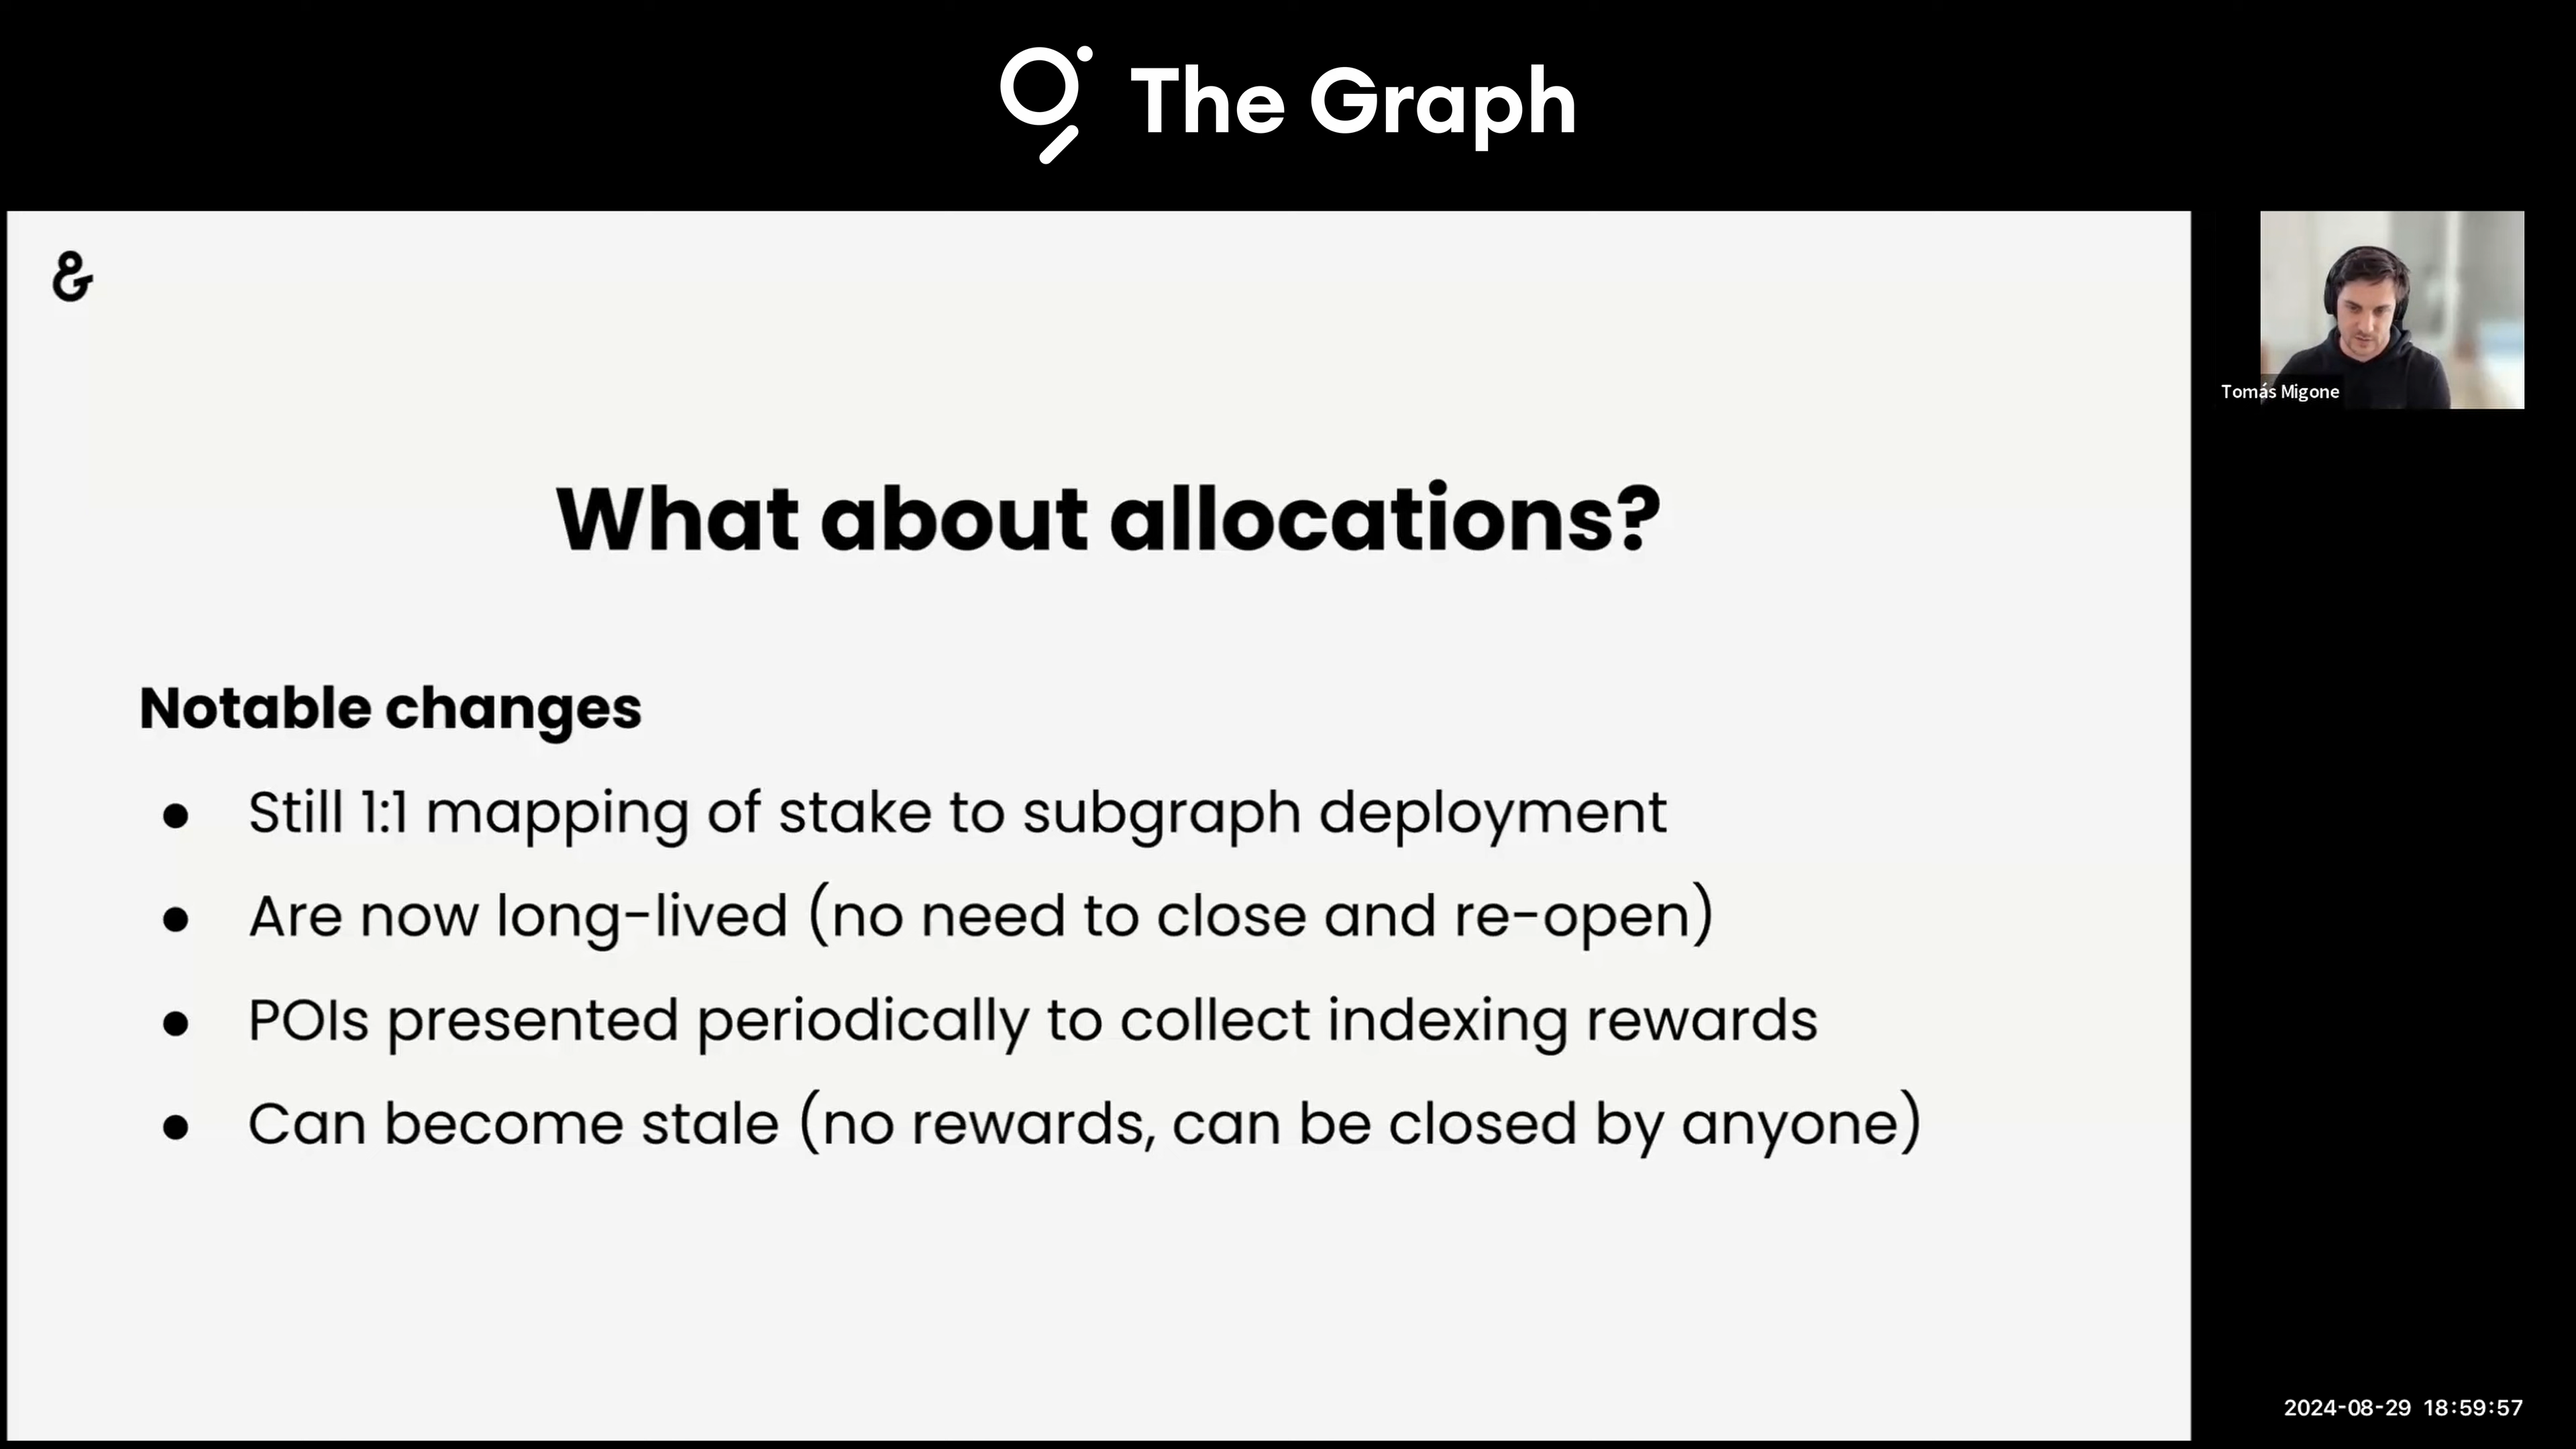 The Graph
&
What about allocations?
Notable changes
● Still 1:1 mapping of stake to subgraph deployment
● Are now long-lived (no need to close and re-open)
● POIs presented periodically to collect indexing rewards
● Can become stale (no rewards, can be closed by anyone)
Tomás Migone
2024-08-29 18:59:57